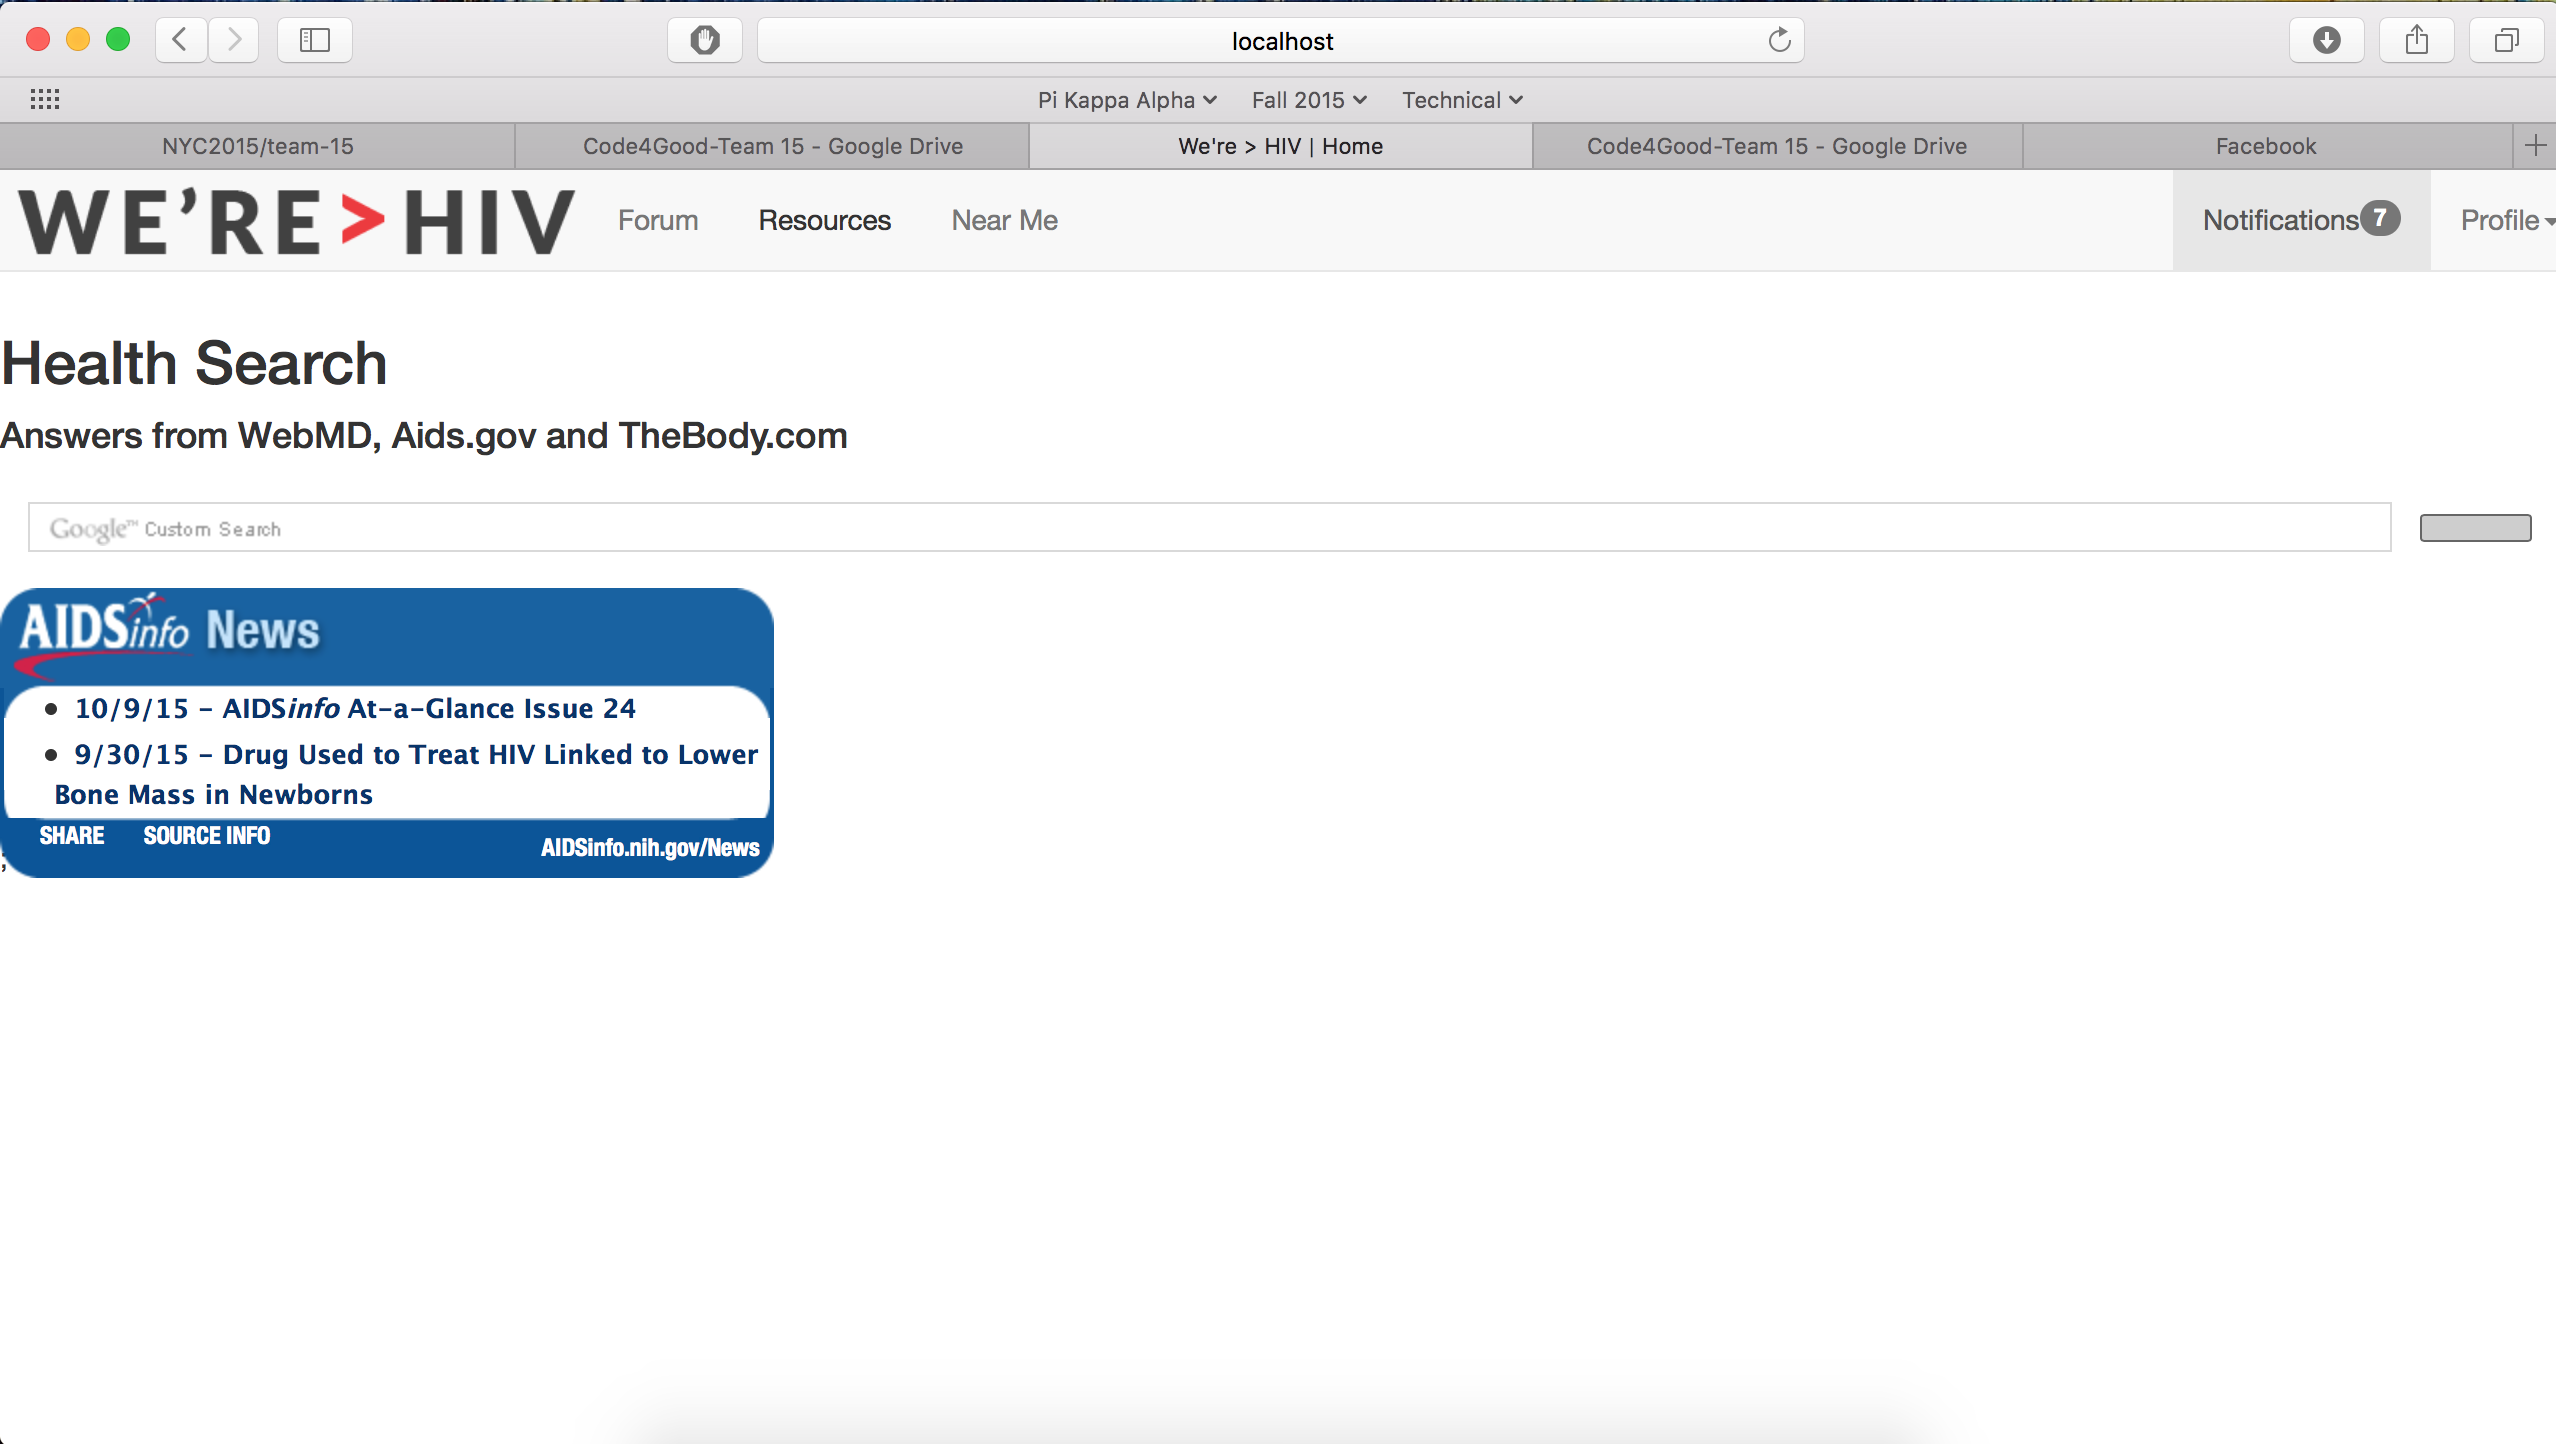 localhost
Pi Kappa Alpha Fall 2015 Technical
NYC2015/team-15 Code4Good-Team 15 - Google Drive We're > HIV | Home Code4Good-Team 15 - Google Drive Facebook
WE'RE>HIV Forum Resources Near Me Notifications 7 Profile
Health Search
Answers from WebMD, Aids.gov and TheBody.com
Google™ Custom Search
AIDSinfo News
• 10/9/15 - AIDSinfo At-a-Glance Issue 24
• 9/30/15 - Drug Used to Treat HIV Linked to Lower
Bone Mass in Newborns
SHARE SOURCE INFO AIDSinfo.nih.gov/News
;